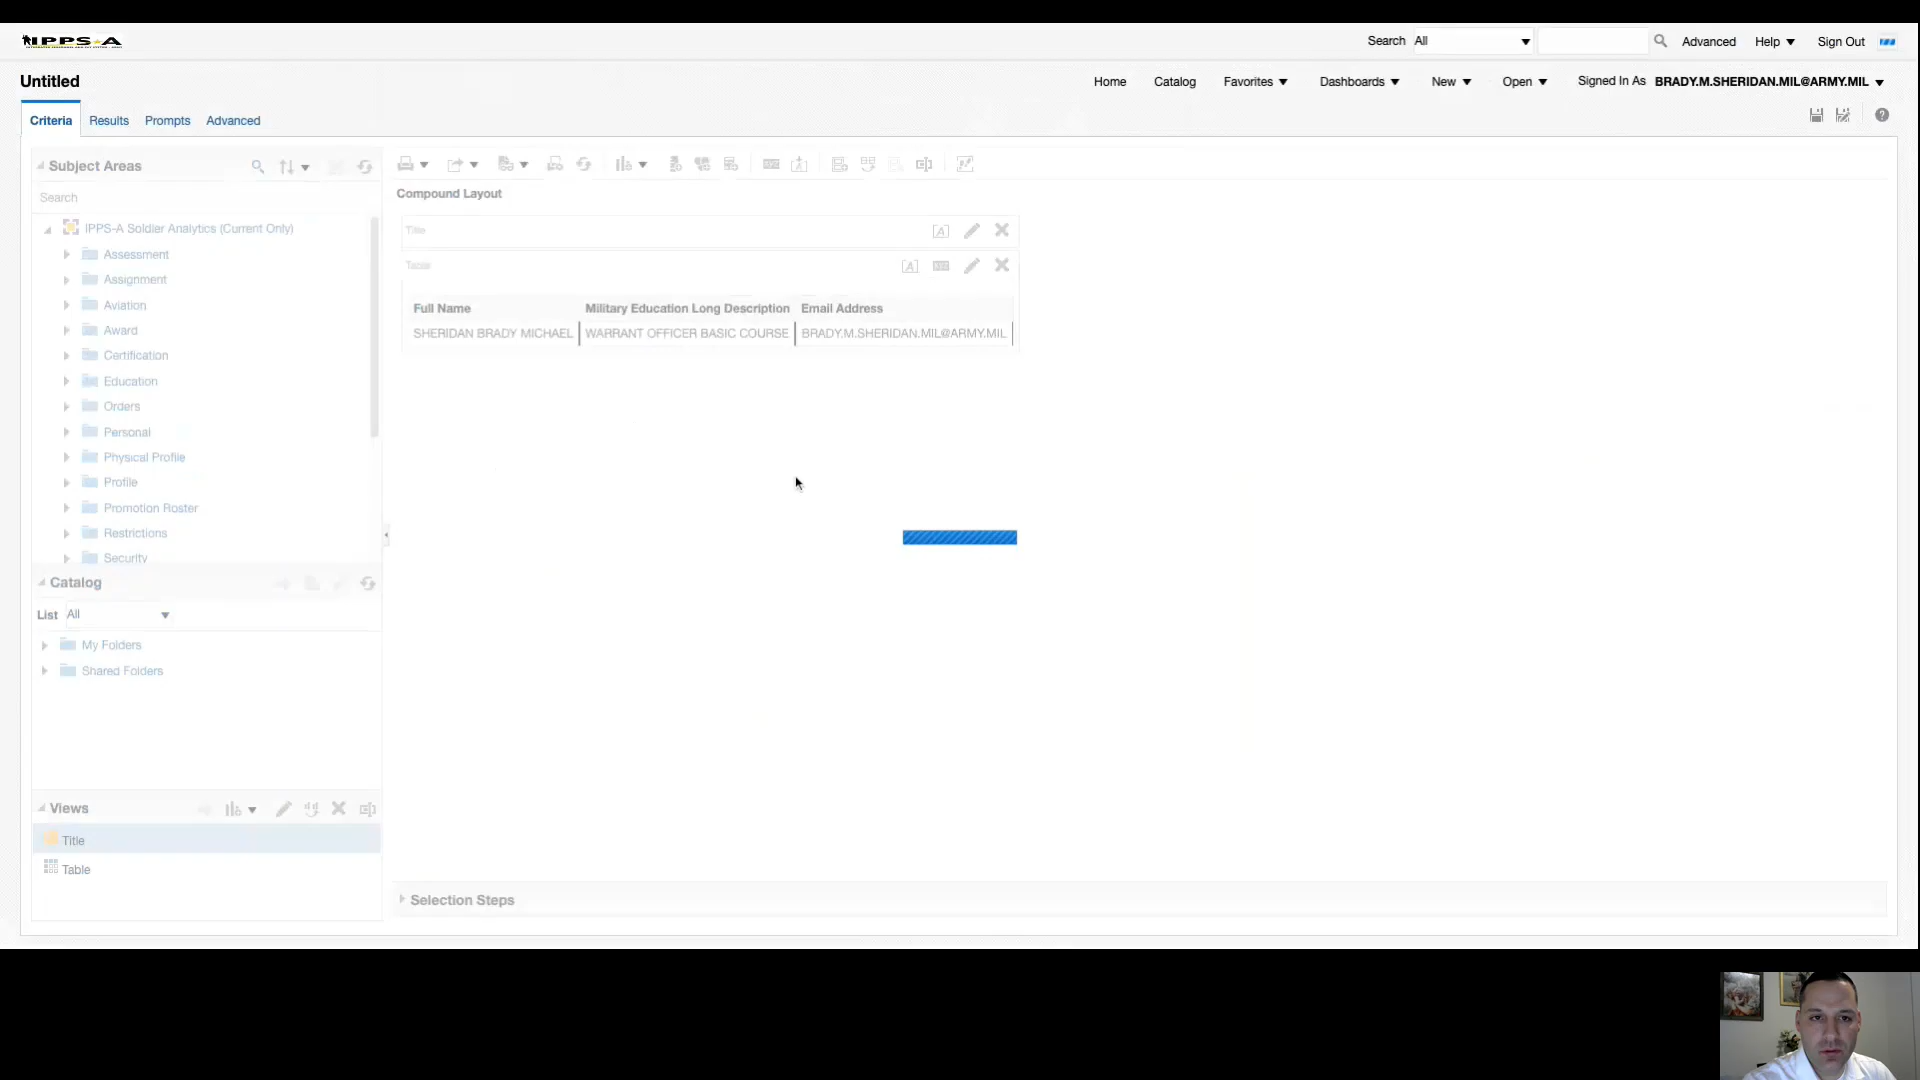 IPPS-A
Search All Advanced Help Sign Out
Untitled
Home Catalog Favorites Dashboards New Open Signed In As BRADY.M.SHERIDAN.MIL@ARMY.MIL
Criteria Results Prompts Advanced
Subject Areas
Search
IPPS-A Soldier Analytics (Current Only)
Assessment
Assignment
Aviation
Award
Certification
Education
Orders
Personal
Physical Profile
Profile
Promotion Roster
Restrictions
Security
Catalog
List All
My Folders
Shared Folders
Views
Title
Table
Compound Layout
Title
Table
Full Name Military Education Long Description Email Address
SHERIDAN BRADY MICHAEL WARRANT OFFICER BASIC COURSE BRADY.M.SHERIDAN.MIL@ARMY.MIL
Selection Steps